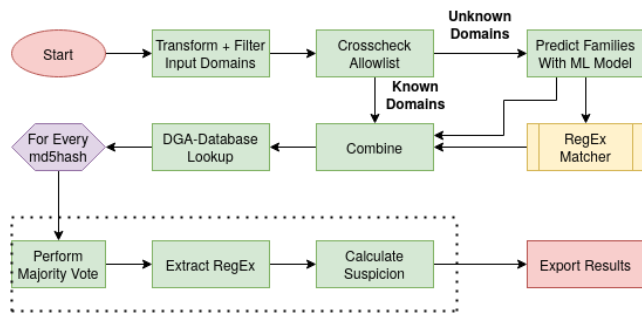 Start
Transform + Filter
Input Domains
Crosscheck
Allowlist
Unknown
Domains
Predict Families
With ML Model
Known
Domains
For Every
md5hash
DGA-Database
Lookup
Combine
RegEx
Matcher
Perform
Majority Vote
Extract RegEx
Calculate
Suspicion
Export Results